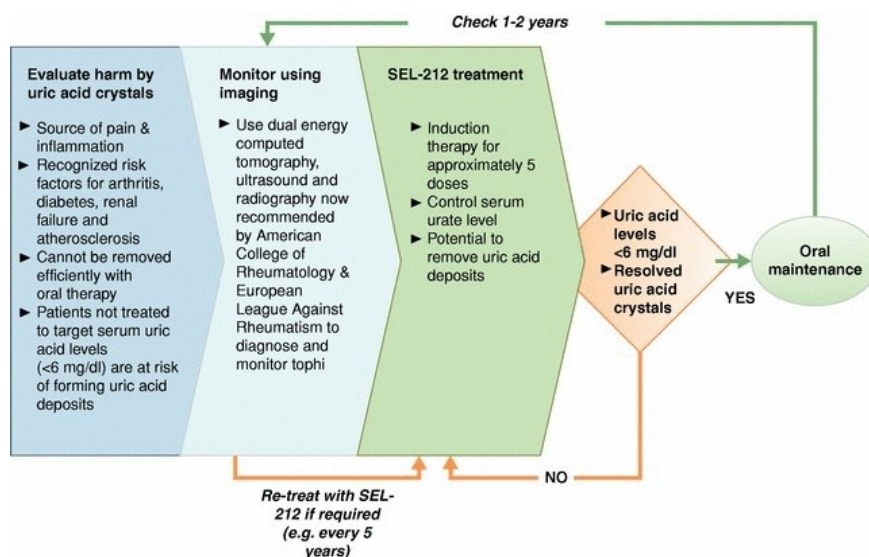 Check 1-2 years
Evaluate harm by
uric acid crystals
► Source of pain &
inflammation
► Recognized risk
factors for arthritis,
diabetes, renal
failure and
atherosclerosis
► Cannot be removed
efficiently with
oral therapy
► Patients not treated
to target serum uric
acid levels
(<6 mg/dl) are at risk
of forming uric acid
deposits
Monitor using
imaging
► Use dual energy
computed
tomography,
ultrasound and
radiography now
recommended
by American
College of
Rheumatology &
European
League Against
Rheumatism to
diagnose and
monitor tophi
SEL-212 treatment
► Induction
therapy for
approximately 5
doses
► Control serum
urate level
► Potential to
remove uric acid
deposits
► Uric acid
levels
<6 mg/dl
► Resolved
uric acid
crystals
YES
Oral
maintenance
NO
Re-treat with SEL-
212 if required
(e.g. every 5
years)